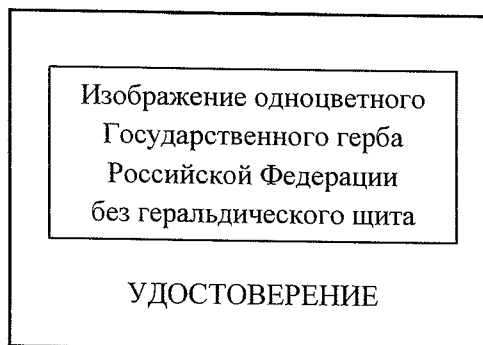 Изображение одноцветного
Государственного герба
Российской Федерации
без геральдического щита
УДОСТОВЕРЕНИЕ